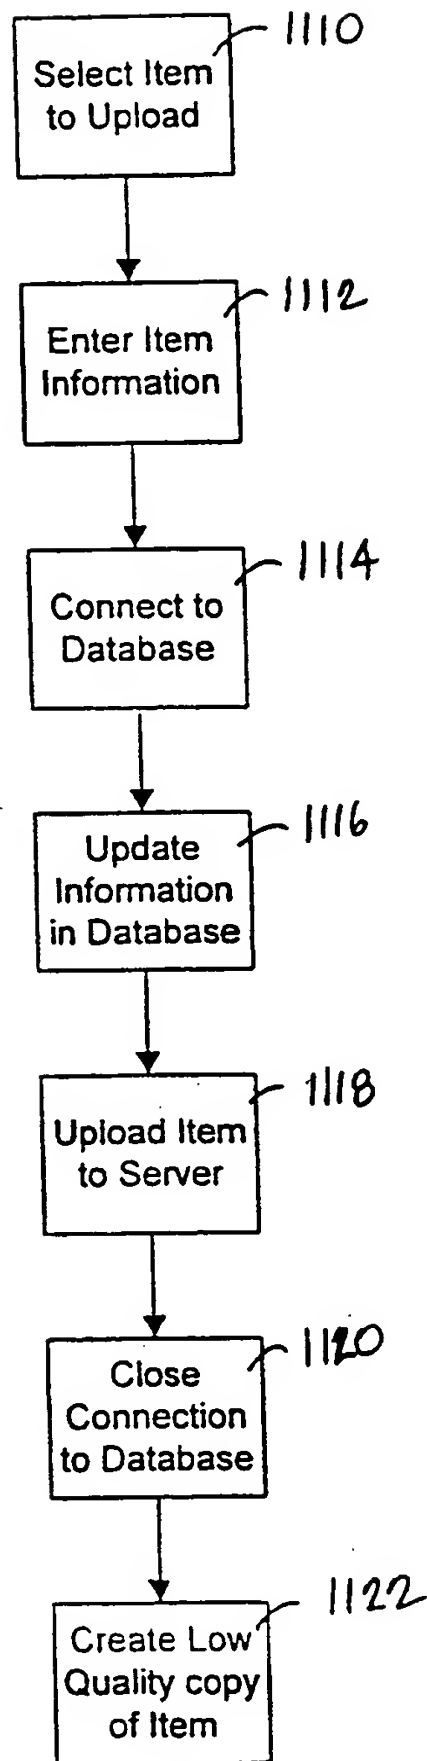 1110
Select Item
to Upload
1112
Enter Item
Information
1114
Connect to
Database
1116
Update
Information
in Database
1118
Upload Item
to Server
1120
Close
Connection
to Database
1122
Create Low
Quality copy
of Item